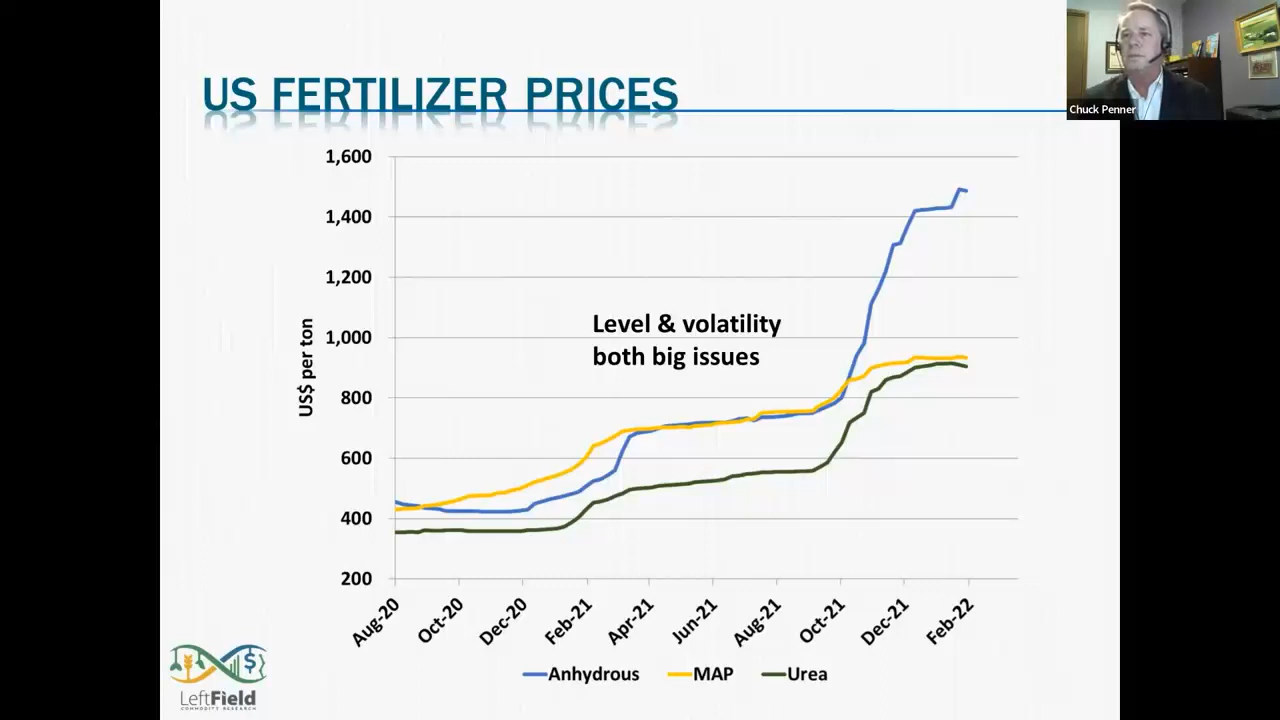 US FERTILIZER PRICES
Chuck Penner
1,600
1,400
1,200
1,000
800
600
400
200
US$ per ton
Level & volatility
both big issues
Aug-20
Oct-20
Dec-20
Feb-21
Apr-21
Jun-21
Aug-21
Oct-21
Dec-21
Feb-22
Anhydrous
MAP
Urea
$
LeftField
COMMODITY RESEARCH